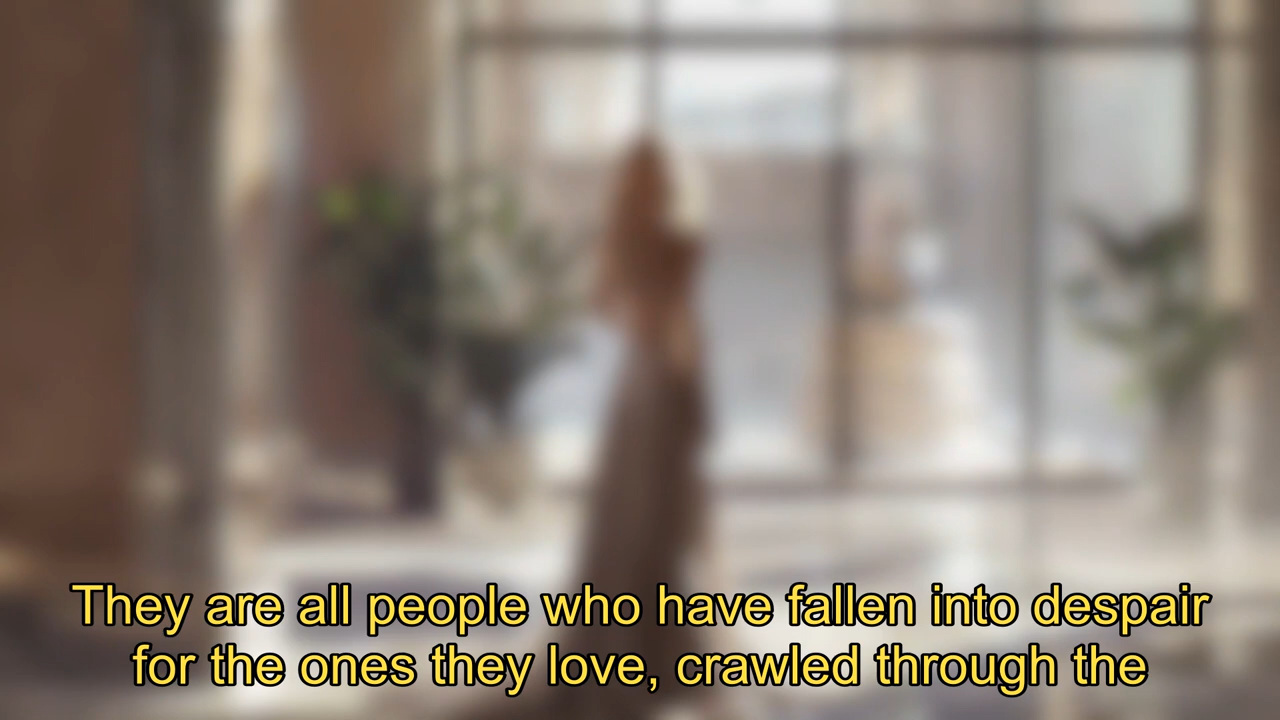 They are all people who have fallen into despair
for the ones they love, crawled through the